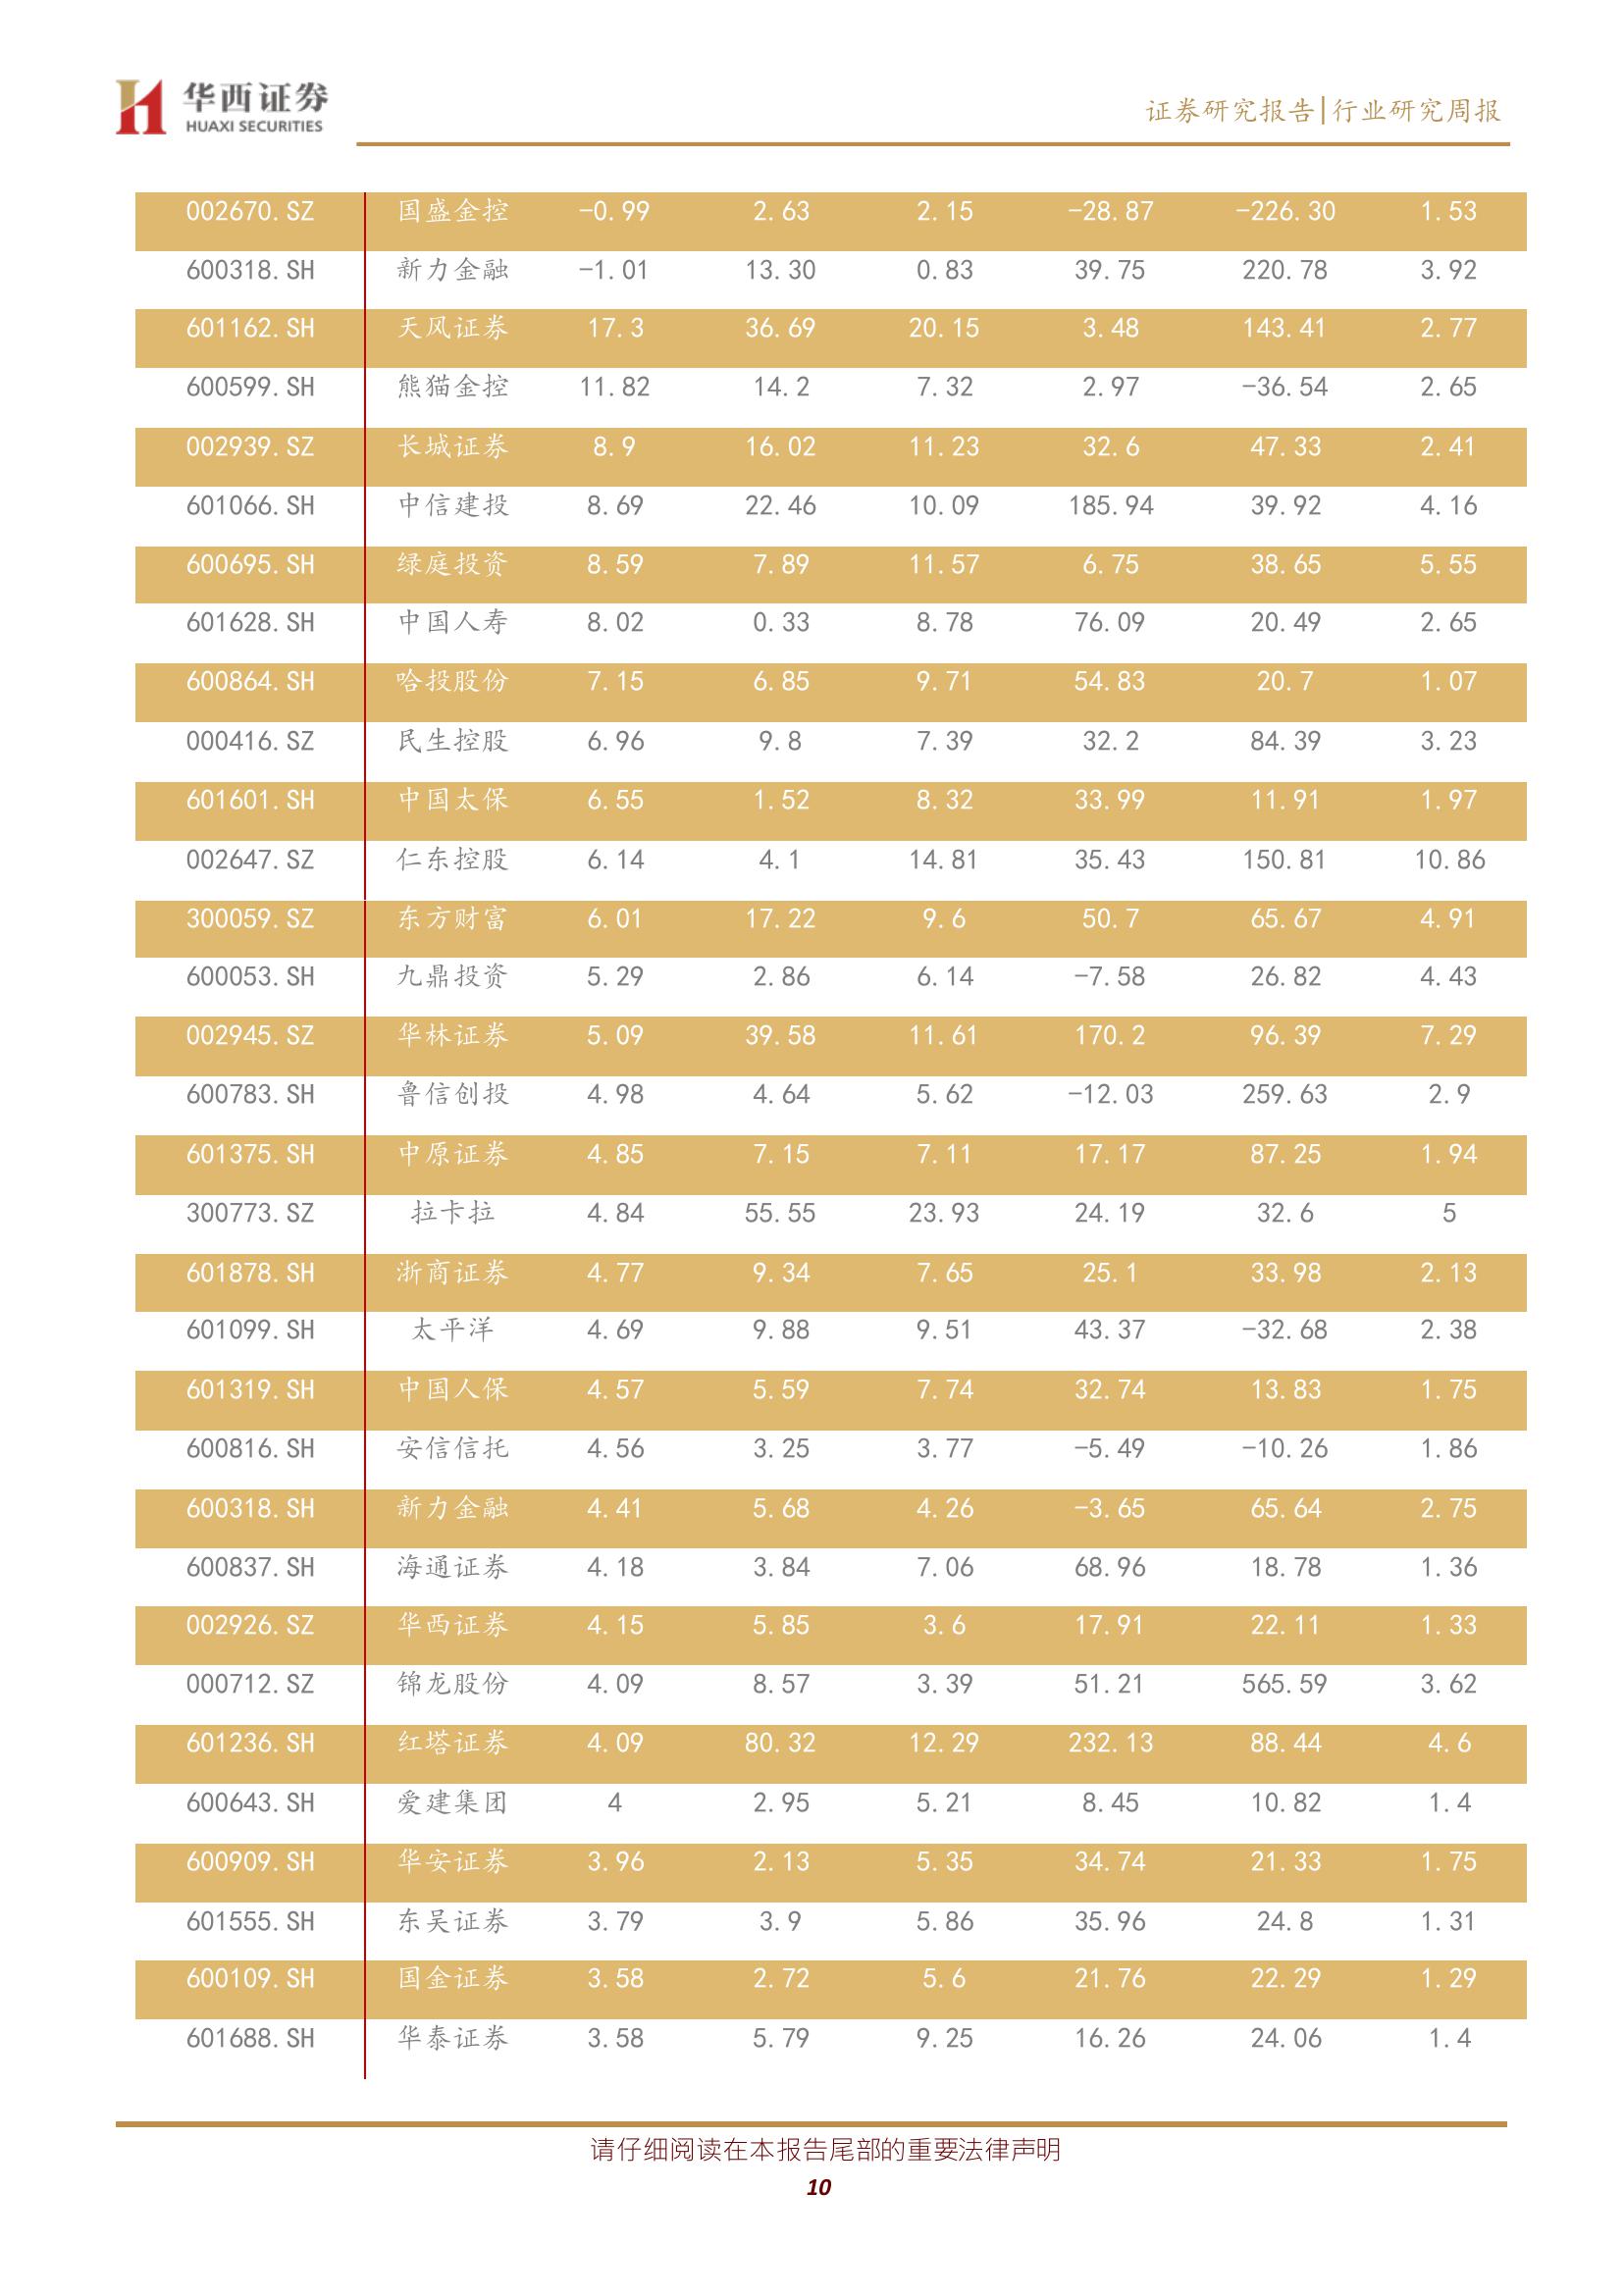 华西证券
HUAXI SECURITIES
证券研究报告|行业研究周报
002670.SZ 国盛金控 -0.99 2.63 2.15 -28.87 -226.30 1.53
600318.SH 新力金融 -1.01 13.30 0.83 39.75 220.78 3.92
601162.SH 天风证券 17.3 36.69 20.15 3.48 143.41 2.77
600599.SH 熊猫金控 11.82 14.2 7.32 2.97 -36.54 2.65
002939.SZ 长城证券 8.9 16.02 11.23 32.6 47.33 2.41
601066.SH 中信建投 8.69 22.46 10.09 185.94 39.92 4.16
600695.SH 绿庭投资 8.59 7.89 11.57 6.75 38.65 5.55
601628.SH 中国人寿 8.02 0.33 8.78 76.09 20.49 2.65
600864.SH 哈投股份 7.15 6.85 9.71 54.83 20.7 1.07
000416.SZ 民生控股 6.96 9.8 7.39 32.2 84.39 3.23
601601.SH 中国太保 6.55 1.52 8.32 33.99 11.91 1.97
002647.SZ 仁东控股 6.14 4.1 14.81 35.43 150.81 10.86
300059.SZ 东方财富 6.01 17.22 9.6 50.7 65.67 4.91
600053.SH 九鼎投资 5.29 2.86 6.14 -7.58 26.82 4.43
002945.SZ 华林证券 5.09 39.58 11.61 170.2 96.39 7.29
600783.SH 鲁信创投 4.98 4.64 5.62 -12.03 259.63 2.9
601375.SH 中原证券 4.85 7.15 7.11 17.17 87.25 1.94
300773.SZ 拉卡拉 4.84 55.55 23.93 24.19 32.6 5
601878.SH 浙商证券 4.77 9.34 7.65 25.1 33.98 2.13
601099.SH 太平洋 4.69 9.88 9.51 43.37 -32.68 2.38
601319.SH 中国人保 4.57 5.59 7.74 32.74 13.83 1.75
600816.SH 安信信托 4.56 3.25 3.77 -5.49 -10.26 1.86
600318.SH 新力金融 4.41 5.68 4.26 -3.65 65.64 2.75
600837.SH 海通证券 4.18 3.84 7.06 68.96 18.78 1.36
002926.SZ 华西证券 4.15 5.85 3.6 17.91 22.11 1.33
000712.SZ 锦龙股份 4.09 8.57 3.39 51.21 565.59 3.62
601236.SH 红塔证券 4.09 80.32 12.29 232.13 88.44 4.6
600643.SH 爱建集团 4 2.95 5.21 8.45 10.82 1.4
600909.SH 华安证券 3.96 2.13 5.35 34.74 21.33 1.75
601555.SH 东吴证券 3.79 3.9 5.86 35.96 24.8 1.31
600109.SH 国金证券 3.58 2.72 5.6 21.76 22.29 1.29
601688.SH 华泰证券 3.58 5.79 9.25 16.26 24.06 1.4
请仔细阅读在本报告尾部的重要法律声明
10